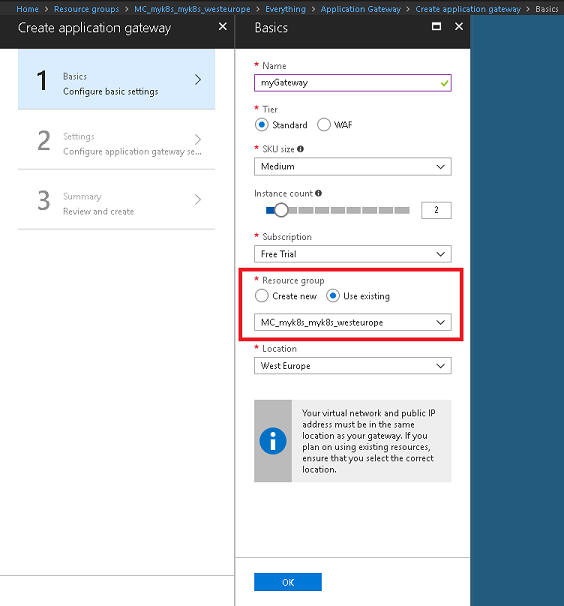 Home > Resource groups > MC_myk8s_myk8s_westeurope > Everything > Application Gateway > Create application gateway > Basics
Create application gateway
1
Basics
Configure basic settings
2
Settings
Configure application gateway se...
3
Summary
Review and create
Basics
* Name
myGateway
* Tier
Standard WAF
* SKU size
Medium
Instance count
2
* Subscription
Free Trial
* Resource group
Create new Use existing
MC_myk8s_myk8s_westeurope
* Location
West Europe
Your virtual network and public IP
address must be in the same
location as your gateway. If you
plan on using existing resources,
ensure that you select the correct
location.
OK